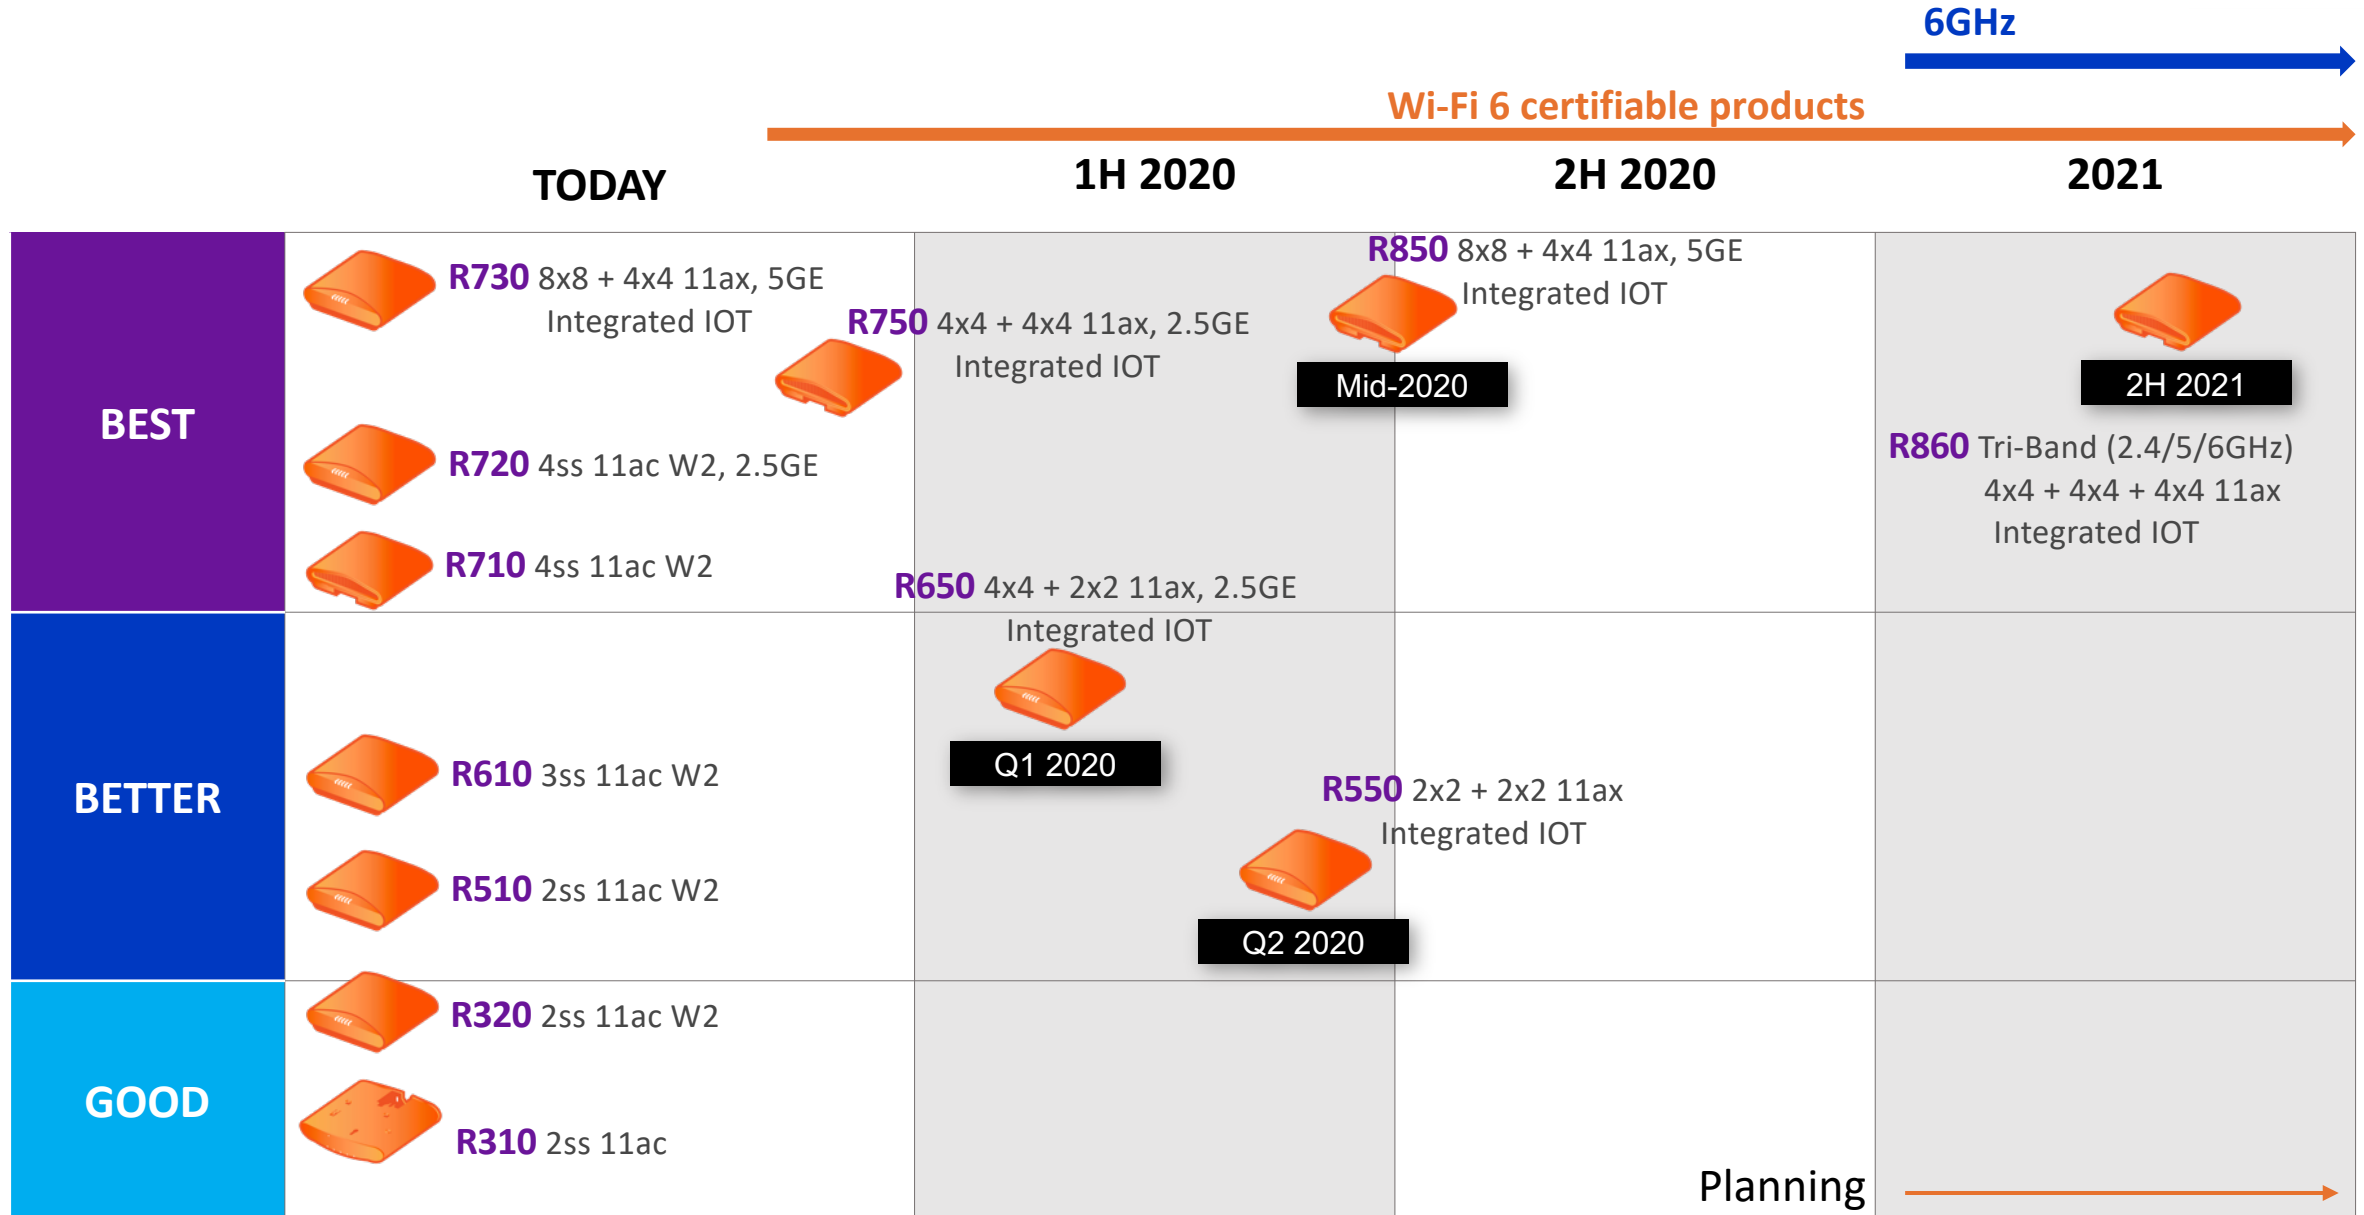 6GHz
Wi-Fi 6 certifiable products
TODAY
1H 2020
2H 2020
2021
BEST
R730 8x8 + 4x4 11ax, 5GE
Integrated IOT
R750 4x4 + 4x4 11ax, 2.5GE
Integrated IOT
R850 8x8 + 4x4 11ax, 5GE
Integrated IOT
Mid-2020
2H 2021
R860 Tri-Band (2.4/5/6GHz)
4x4 + 4x4 + 4x4 11ax
Integrated IOT
R720 4ss 11ac W2, 2.5GE
R710 4ss 11ac W2
R650 4x4 + 2x2 11ax, 2.5GE
Integrated IOT
Q1 2020
BETTER
R610 3ss 11ac W2
R510 2ss 11ac W2
R550 2x2 + 2x2 11ax
Integrated IOT
Q2 2020
GOOD
R320 2ss 11ac W2
R310 2ss 11ac
Planning